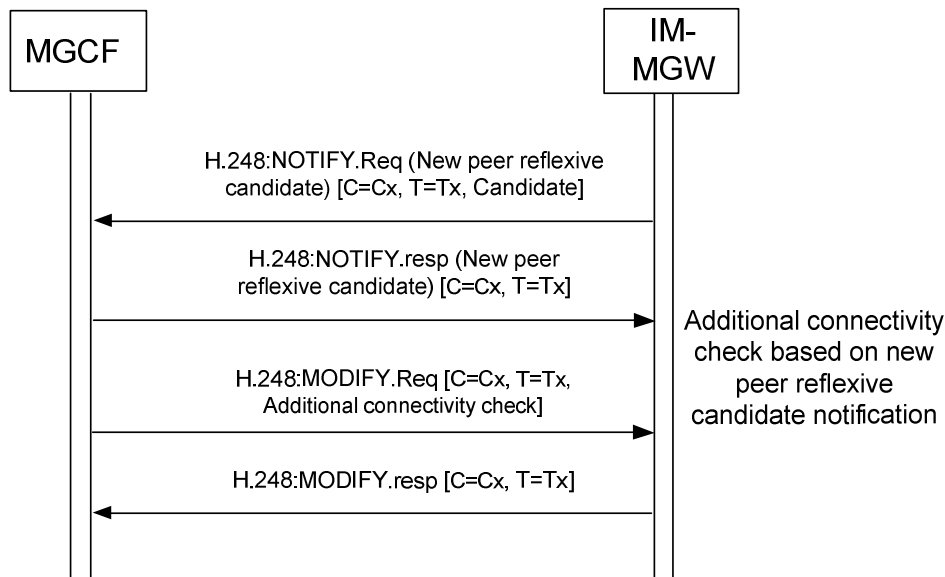 MGCF
IM-
MGW
H.248:NOTIFY.Req (New peer reflexive
candidate) [C=Cx, T=Tx, Candidate]
H.248:NOTIFY.resp (New peer
reflexive candidate) [C=Cx, T=Tx]
Additional connectivity
check based on new
peer reflexive
candidate notification
H.248:MODIFY.Req [C=Cx, T=Tx,
Additional connectivity check]
H.248:MODIFY.resp [C=Cx, T=Tx]